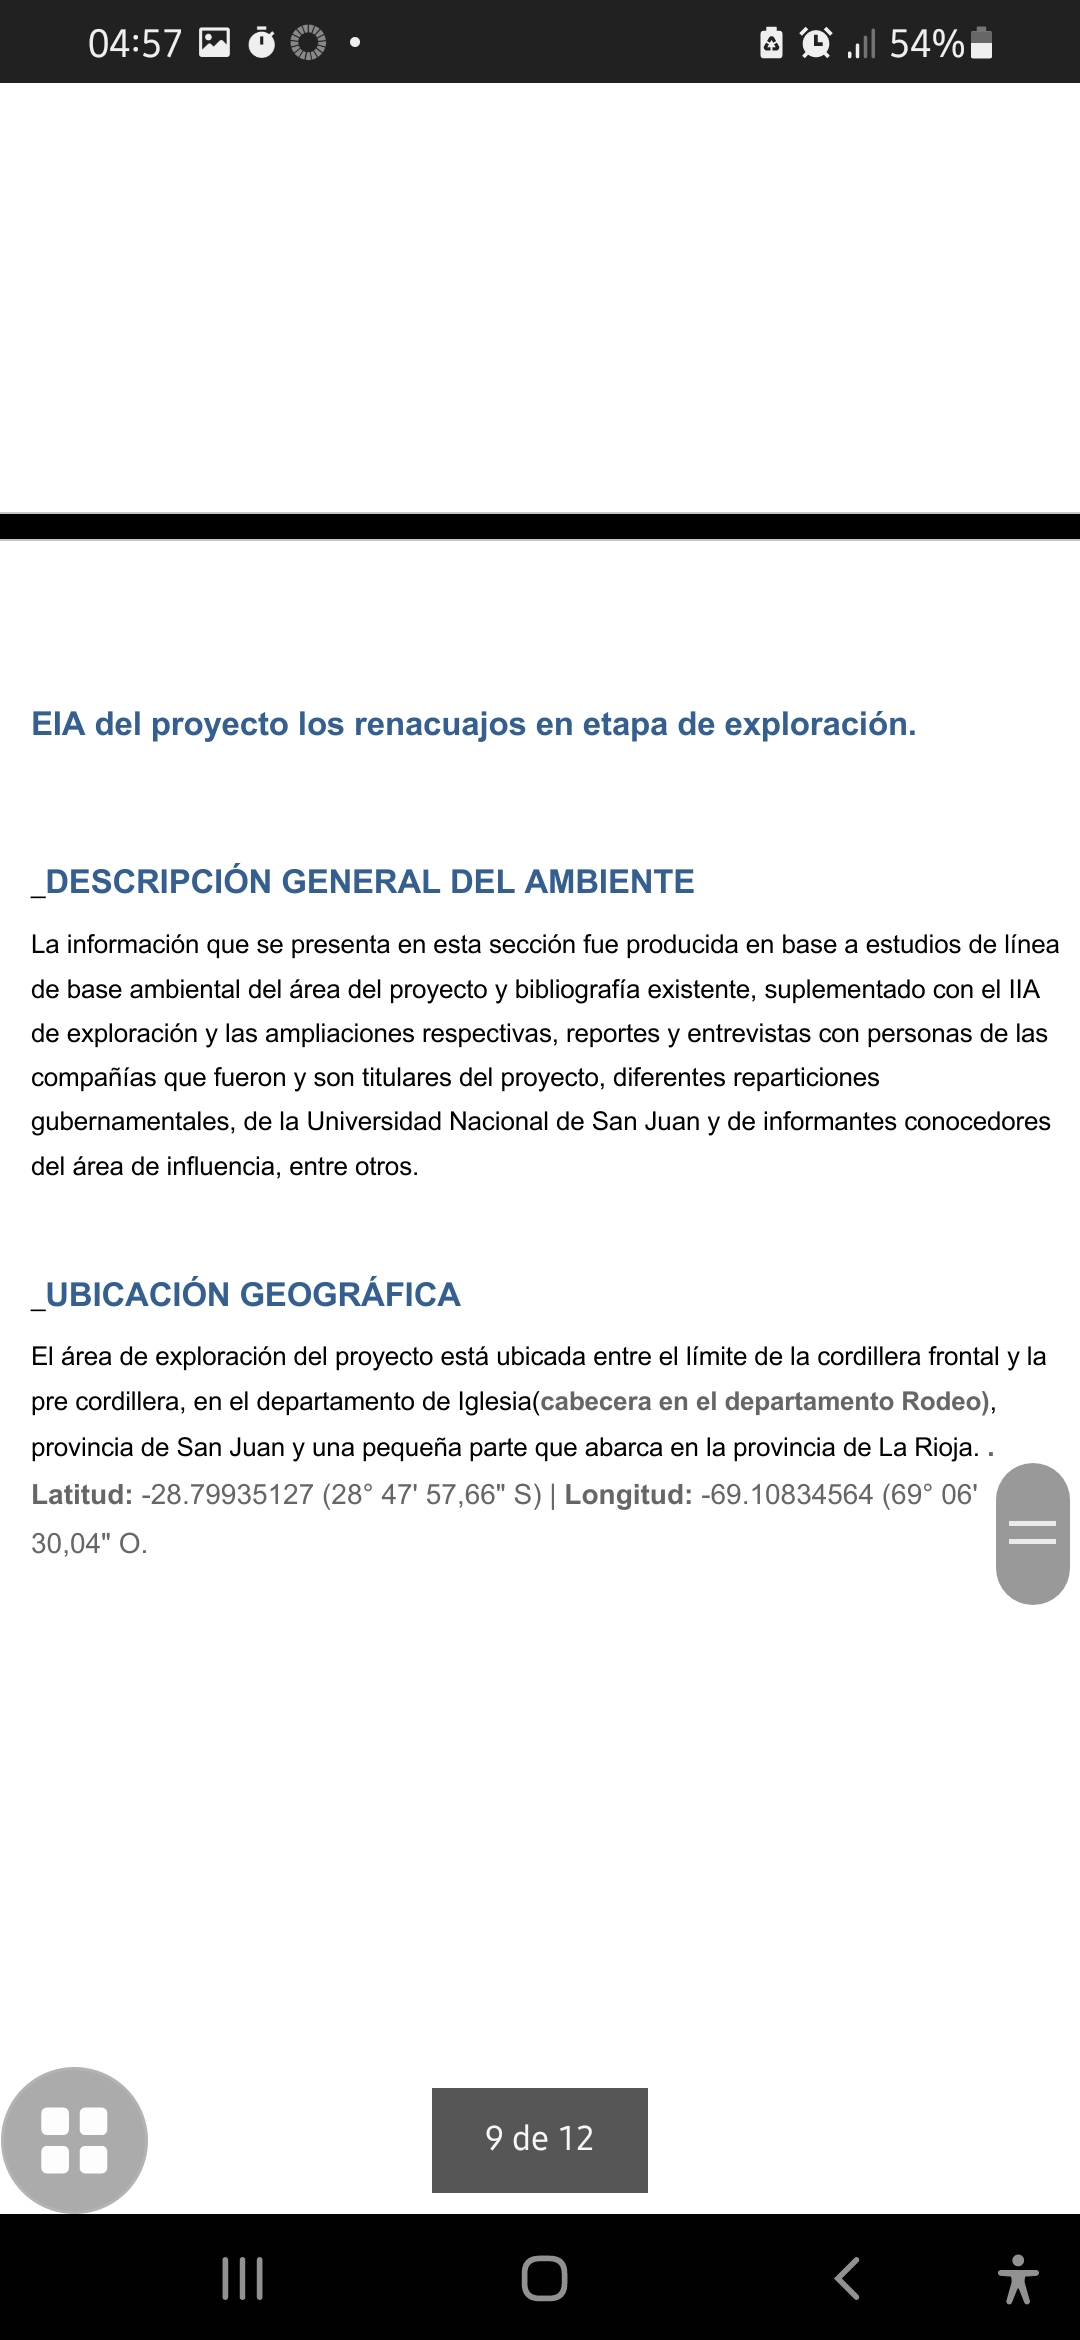 04:57
54%
EIA del proyecto los renacuajos en etapa de exploración.
_DESCRIPCIÓN GENERAL DEL AMBIENTE
La información que se presenta en esta sección fue producida en base a estudios de línea
de base ambiental del área del proyecto y bibliografía existente, suplementado con el IIA
de exploración y las ampliaciones respectivas, reportes y entrevistas con personas de las
compañías que fueron y son titulares del proyecto, diferentes reparticiones
gubernamentales, de la Universidad Nacional de San Juan y de informantes conocedores
del área de influencia, entre otros.
_UBICACIÓN GEOGRÁFICA
El área de exploración del proyecto está ubicada entre el límite de la cordillera frontal y la
pre cordillera, en el departamento de Iglesia(cabecera en el departamento Rodeo),
provincia de San Juan y una pequeña parte que abarca en la provincia de La Rioja. .
Latitud: -28.79935127 (28° 47' 57,66" S) | Longitud: -69.10834564 (69° 06'
30,04" O.
9 de 12